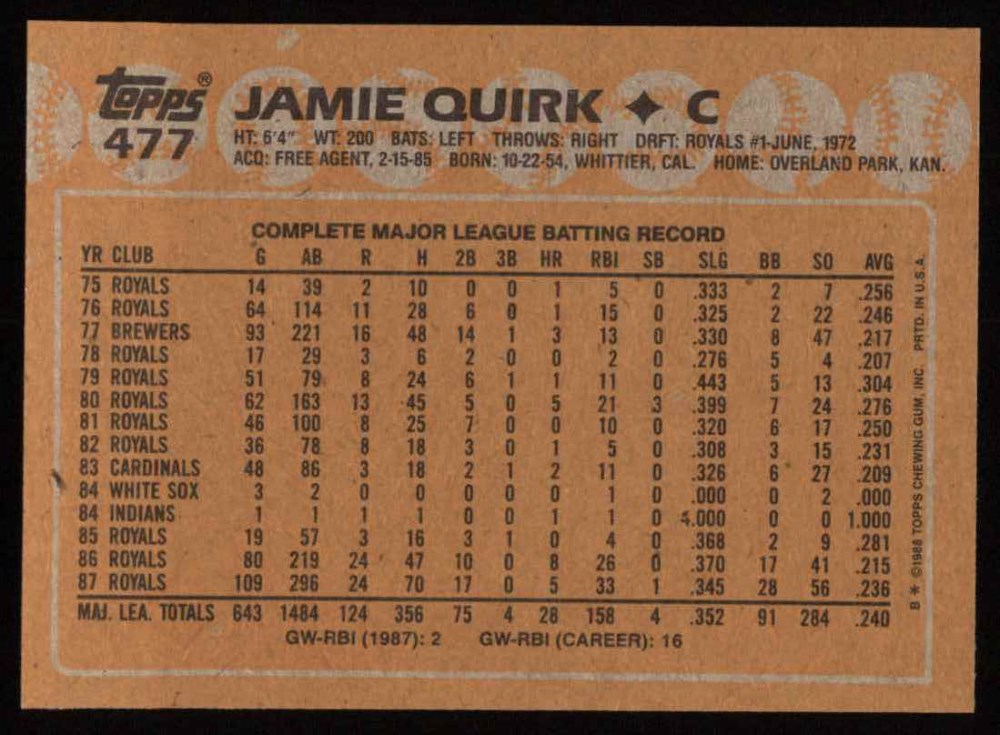 Topps®
477
JAMIE QUIRK ✦ C
HT: 6'4" WT: 200 BATS: LEFT THROWS: RIGHT DRFT: ROYALS #1-JUNE, 1972
ACQ: FREE AGENT, 2-15-85 BORN: 10-22-54, WHITTIER, CAL. HOME: OVERLAND PARK, KAN.
COMPLETE MAJOR LEAGUE BATTING RECORD
YR CLUB G AB R H 2B 3B HR RBI SB SLG BB SO AVG
75 ROYALS 14 39 2 10 0 0 1 5 0 .333 2 7 .256
76 ROYALS 64 114 11 28 6 0 1 15 0 .325 2 22 .246
77 BREWERS 93 221 16 48 14 1 3 13 0 .330 8 47 .217
78 ROYALS 17 29 3 6 2 0 0 2 0 .276 5 4 .207
79 ROYALS 51 79 8 24 6 1 1 11 0 .443 5 13 .304
80 ROYALS 62 163 13 45 5 0 5 21 3 .399 7 24 .276
81 ROYALS 46 100 8 25 7 0 0 10 0 .320 6 17 .250
82 ROYALS 36 78 8 18 3 0 1 5 0 .308 3 15 .231
83 CARDINALS 48 86 3 18 2 1 2 11 0 .326 6 27 .209
84 WHITE SOX 3 2 0 0 0 0 0 1 0 .000 0 2 .000
84 INDIANS 1 1 1 1 0 0 1 1 0 4.000 0 0 1.000
85 ROYALS 19 57 3 16 3 1 0 4 0 .368 2 9 .281
86 ROYALS 80 219 24 47 10 0 8 26 0 .370 17 41 .215
87 ROYALS 109 296 24 70 17 0 5 33 1 .345 28 56 .236
MAJ. LEA. TOTALS 643 1484 124 356 75 4 28 158 4 .352 91 284 .240
GW-RBI (1987): 2 GW-RBI (CAREER): 16
B * ©1988 TOPPS CHEWING GUM, INC. PRTD. IN U.S.A.